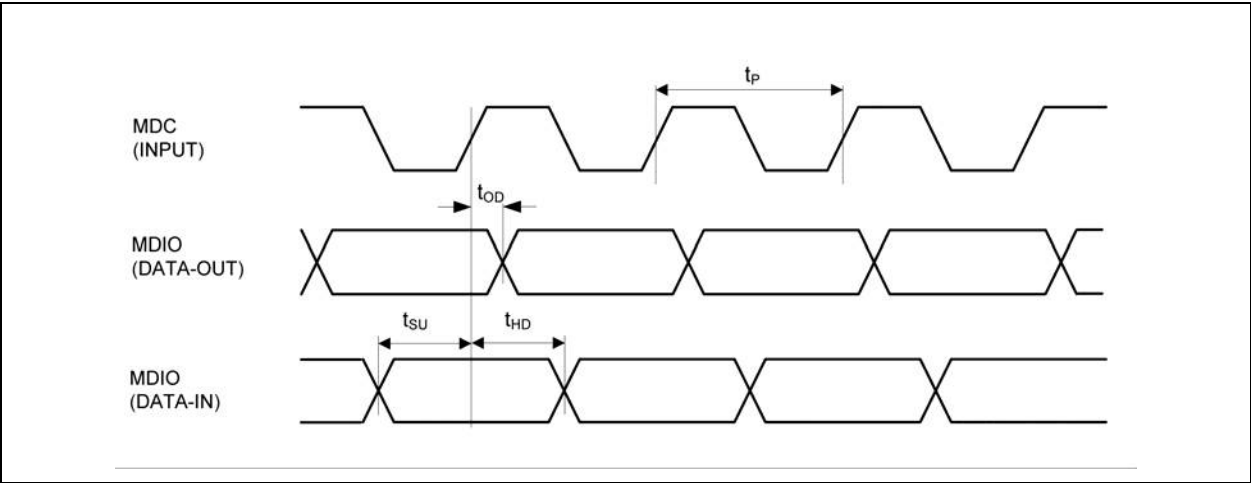 tP
MDC
(INPUT)
tOD
MDIO
(DATA-OUT)
tSU
tHD
MDIO
(DATA-IN)